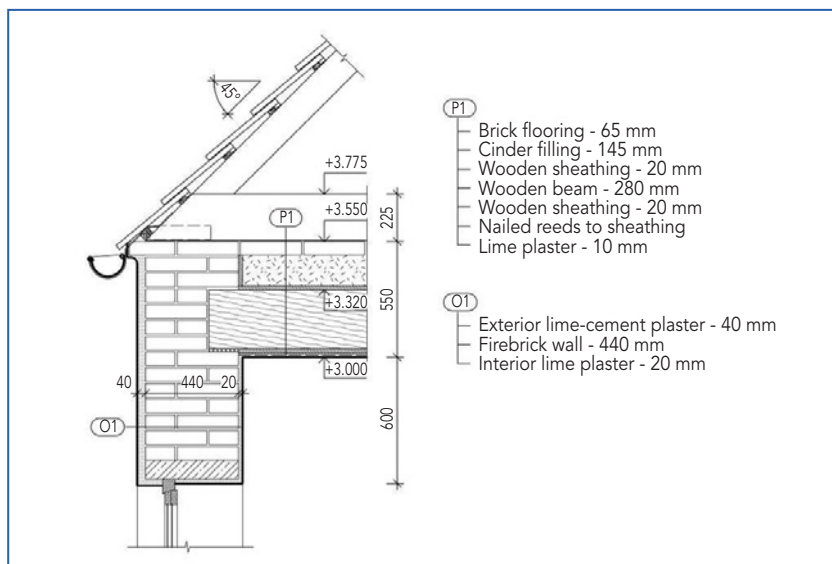 45°
+3.775
P1
+3.550
225
+3.320
550
+3.000
40 440 20
O1
600
P1
Brick flooring - 65 mm
Cinder filling - 145 mm
Wooden sheathing - 20 mm
Wooden beam - 280 mm
Wooden sheathing - 20 mm
Nailed reeds to sheathing
Lime plaster - 10 mm
O1
Exterior lime-cement plaster - 40 mm
Firebrick wall - 440 mm
Interior lime plaster - 20 mm